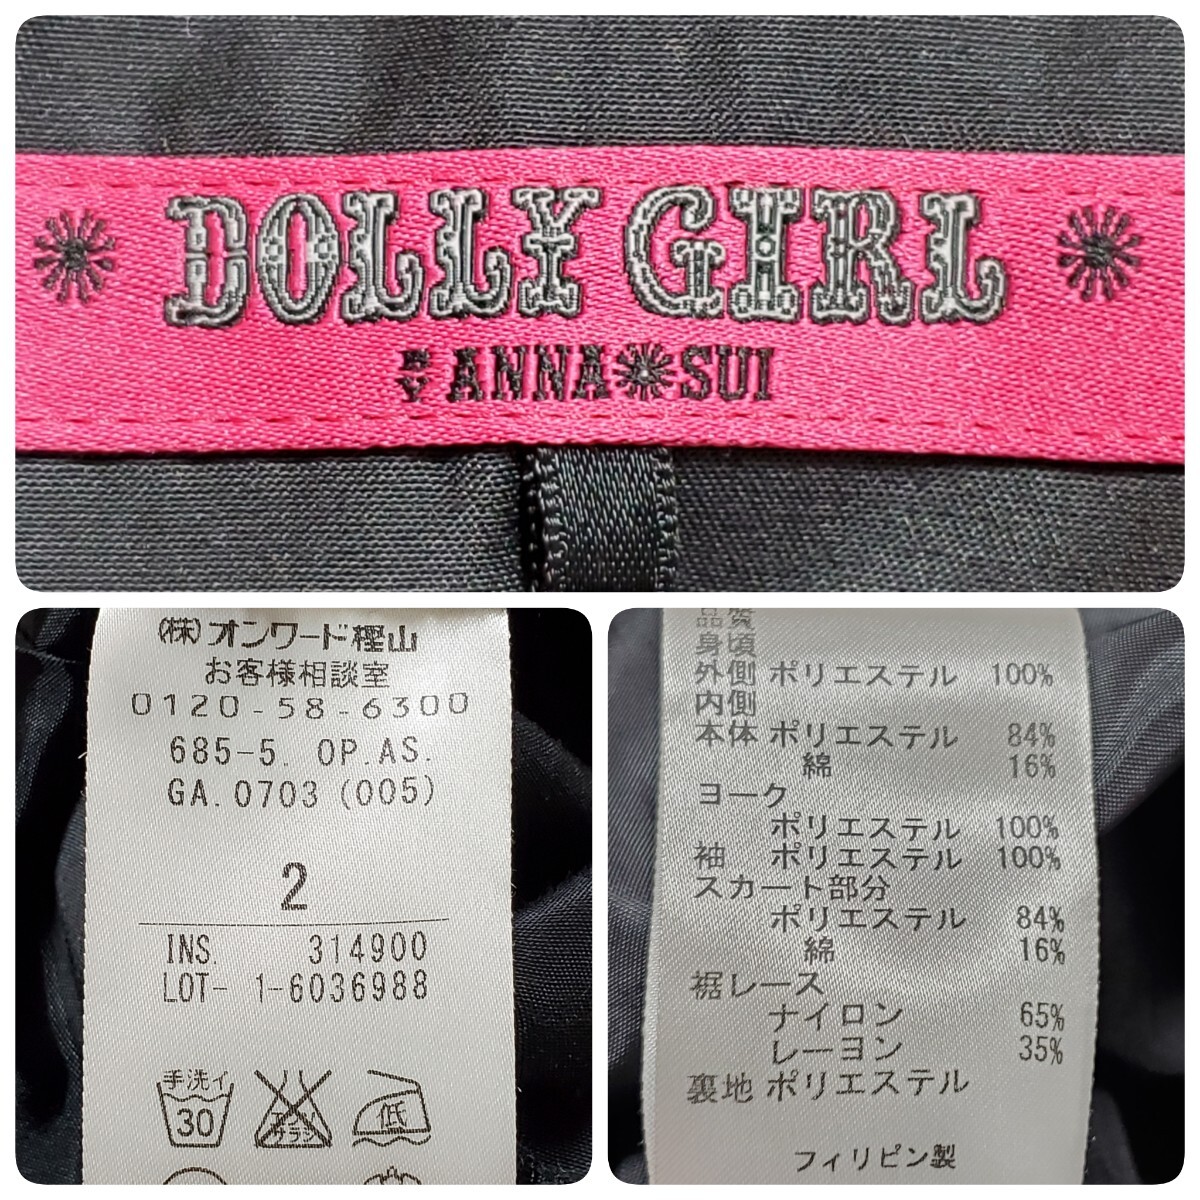 DOLLY GIRL
BY ANNA SUI
(株)オンワード樫山
お客様相談室
0120-58-6300
685-5. OP.AS.
GA.0703 (005)
2
INS. 314900
LOT- 1-6036988
手洗イ
30
エンソサラシ
低
品質
身頃
外側 ポリエステル 100%
内側
本体 ポリエステル 84%
綿 16%
ヨーク
ポリエステル 100%
袖 ポリエステル 100%
スカート部分
ポリエステル 84%
綿 16%
裾レース
ナイロン 65%
レーヨン 35%
裏地 ポリエステル
フィリピン製